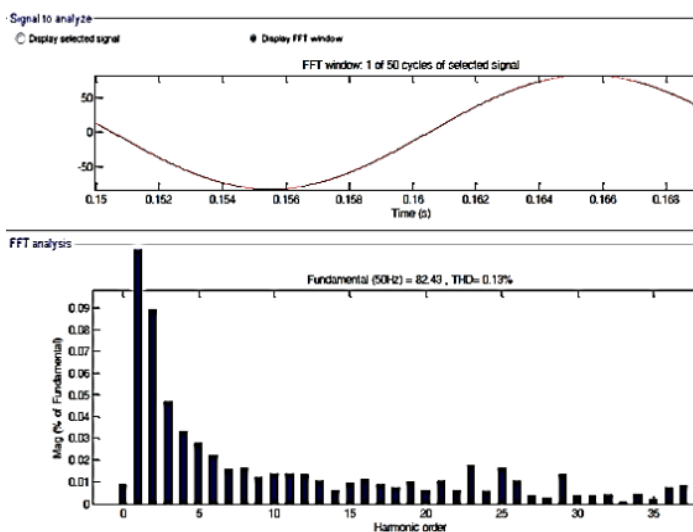 Signal to analyze
Display selected signal Display FFT window
FFT window: 1 of 50 cycles of selected signal
50
0
-50
0.15 0.152 0.154 0.156 0.158 0.16 0.162 0.164 0.166 0.168
Time (s)
FFT analysis
Fundamental (50Hz) = 82.43 , THD= 0.13%
Mag (% of Fundamental)
0.09
0.08
0.07
0.06
0.05
0.04
0.03
0.02
0.01
0
0 5 10 15 20 25 30 35
Harmonic order